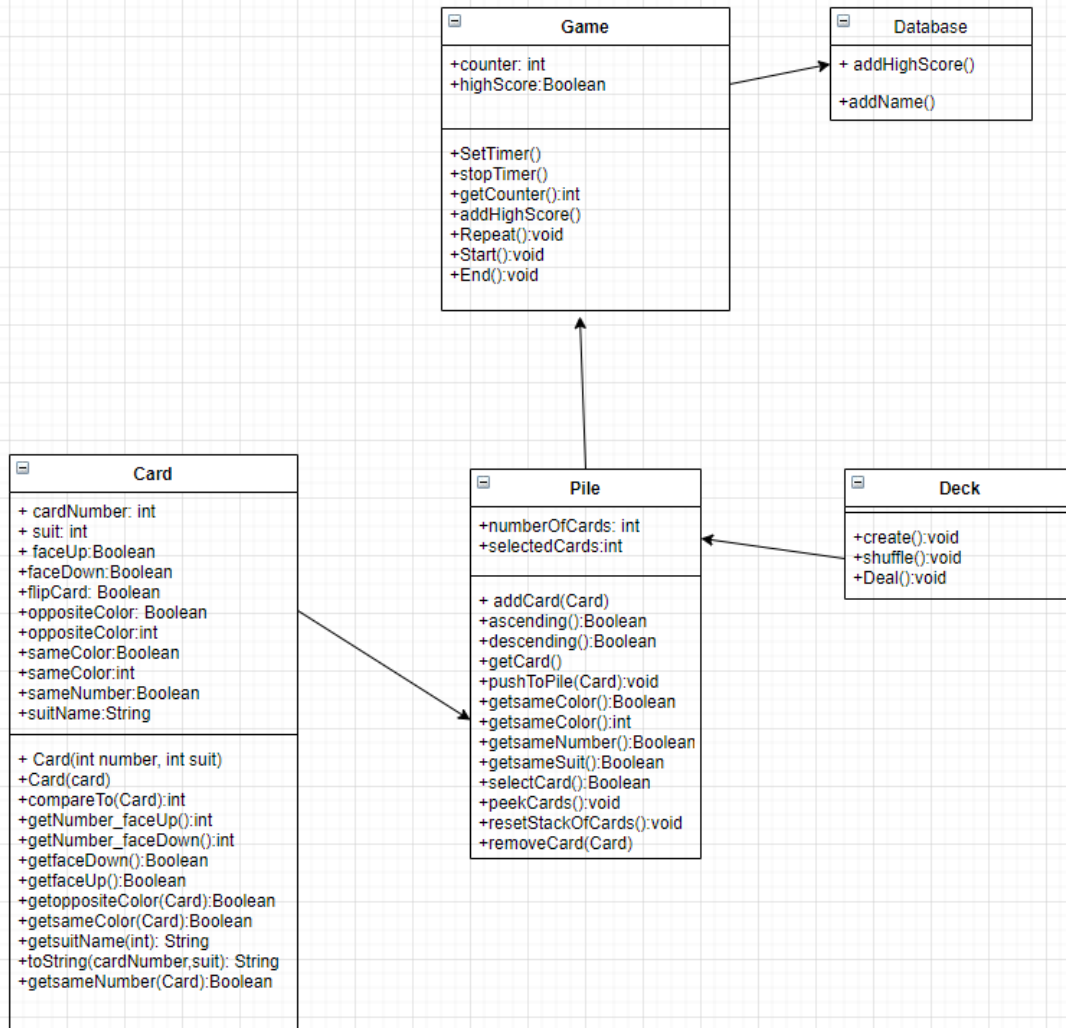 Game
+counter: int
+highScore:Boolean
+SetTimer()
+stopTimer()
+getCounter():int
+addHighScore()
+Repeat():void
+Start():void
+End():void
Database
+ addHighScore()
+addName()
Card
+ cardNumber: int
+ suit: int
+ faceUp:Boolean
+faceDown:Boolean
+flipCard: Boolean
+oppositeColor: Boolean
+oppositeColor:int
+sameColor:Boolean
+sameColor:int
+sameNumber:Boolean
+suitName:String
+ Card(int number, int suit)
+Card(card)
+compareTo(Card):int
+getNumber_faceUp():int
+getNumber_faceDown():int
+getfaceDown():Boolean
+getfaceUp():Boolean
+getoppositeColor(Card):Boolean
+getsameColor(Card):Boolean
+getsuitName(int): String
+toString(cardNumber,suit): String
+getsameNumber(Card):Boolean
Pile
+numberOfCards: int
+selectedCards:int
+ addCard(Card)
+ascending():Boolean
+descending():Boolean
+getCard()
+pushToPile(Card):void
+getsameColor():Boolean
+getsameColor():int
+getsameNumber():Boolean
+getsameSuit():Boolean
+selectCard():Boolean
+peekCards():void
+resetStackOfCards():void
+removeCard(Card)
Deck
+create():void
+shuffle():void
+Deal():void